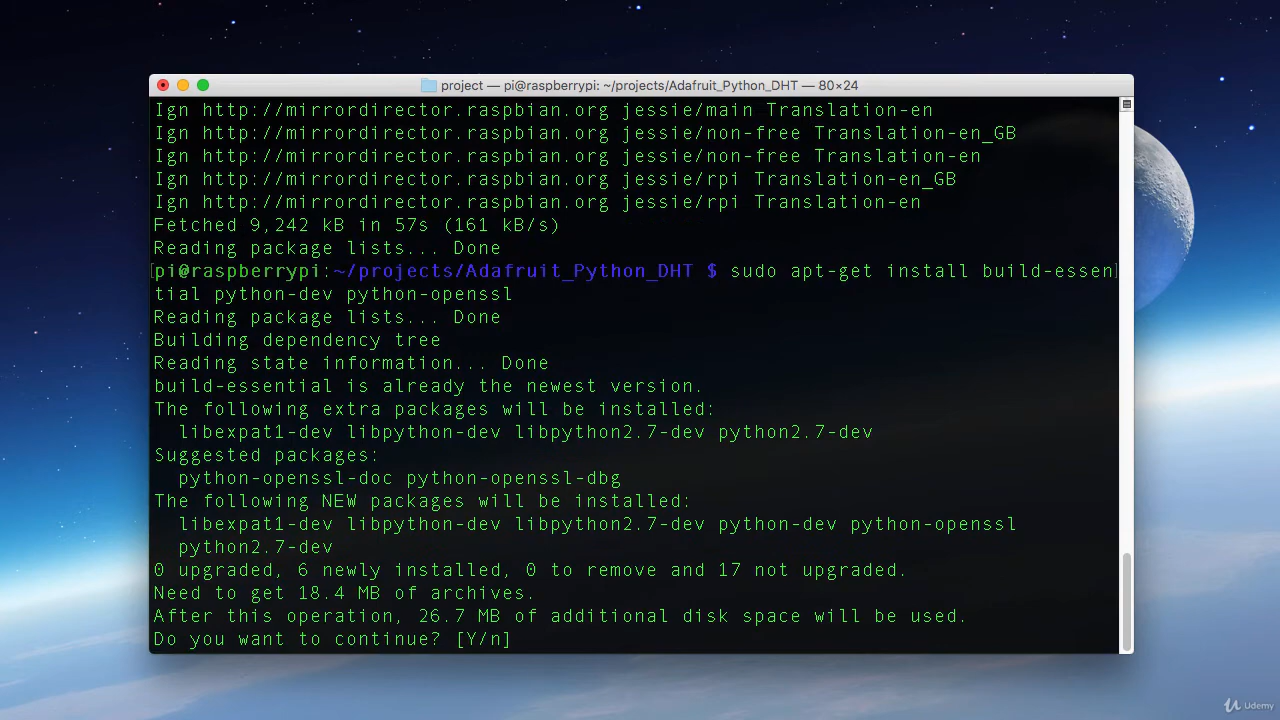 project — pi@raspberrypi: ~/projects/Adafruit_Python_DHT — 80×24
Ign http://mirrordirector.raspbian.org jessie/main Translation-en
Ign http://mirrordirector.raspbian.org jessie/non-free Translation-en_GB
Ign http://mirrordirector.raspbian.org jessie/non-free Translation-en
Ign http://mirrordirector.raspbian.org jessie/rpi Translation-en_GB
Ign http://mirrordirector.raspbian.org jessie/rpi Translation-en
Fetched 9,242 kB in 57s (161 kB/s)
Reading package lists... Done
[pi@raspberrypi:~/projects/Adafruit_Python_DHT $ sudo apt-get install build-essen]
tial python-dev python-openssl
Reading package lists... Done
Building dependency tree
Reading state information... Done
build-essential is already the newest version.
The following extra packages will be installed:
  libexpat1-dev libpython-dev libpython2.7-dev python2.7-dev
Suggested packages:
  python-openssl-doc python-openssl-dbg
The following NEW packages will be installed:
  libexpat1-dev libpython-dev libpython2.7-dev python-dev python-openssl
  python2.7-dev
0 upgraded, 6 newly installed, 0 to remove and 17 not upgraded.
Need to get 18.4 MB of archives.
After this operation, 26.7 MB of additional disk space will be used.
Do you want to continue? [Y/n]
Udemy